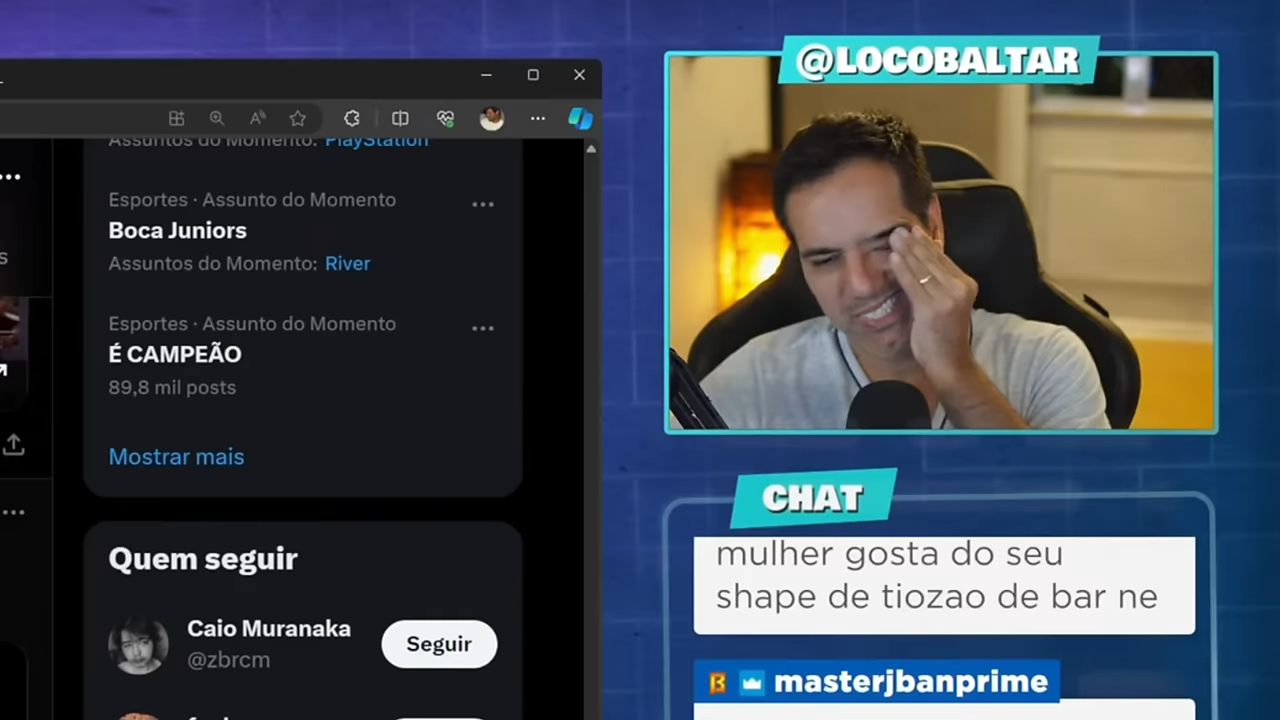 Assuntos do Momento: PlayStation
Esportes · Assunto do Momento
Boca Juniors
Assuntos do Momento: River
Esportes · Assunto do Momento
É CAMPEÃO
89,8 mil posts
Mostrar mais
Quem seguir
Caio Muranaka
@zbrcm
Seguir
@LOCOBALTAR
CHAT
mulher gosta do seu
shape de tiozao de bar ne
masterjbanprime